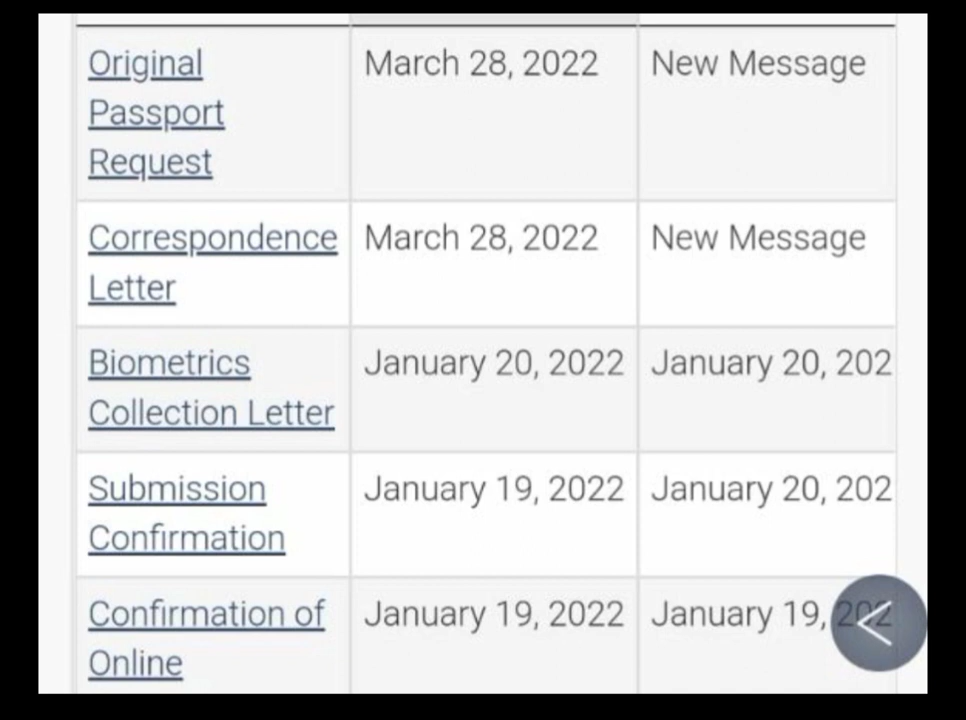 Original March 28, 2022 New Message
Passport
Request
Correspondence March 28, 2022 New Message
Letter
Biometrics January 20, 2022 January 20, 202
Collection Letter
Submission January 19, 2022 January 20, 202
Confirmation
Confirmation of January 19, 2022 January 19, 202
Online